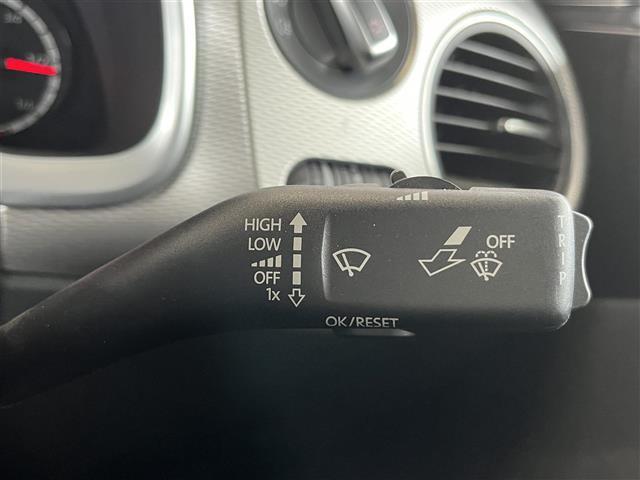 HIGH
LOW
OFF
1x
OFF
TRIP
OK/RESET